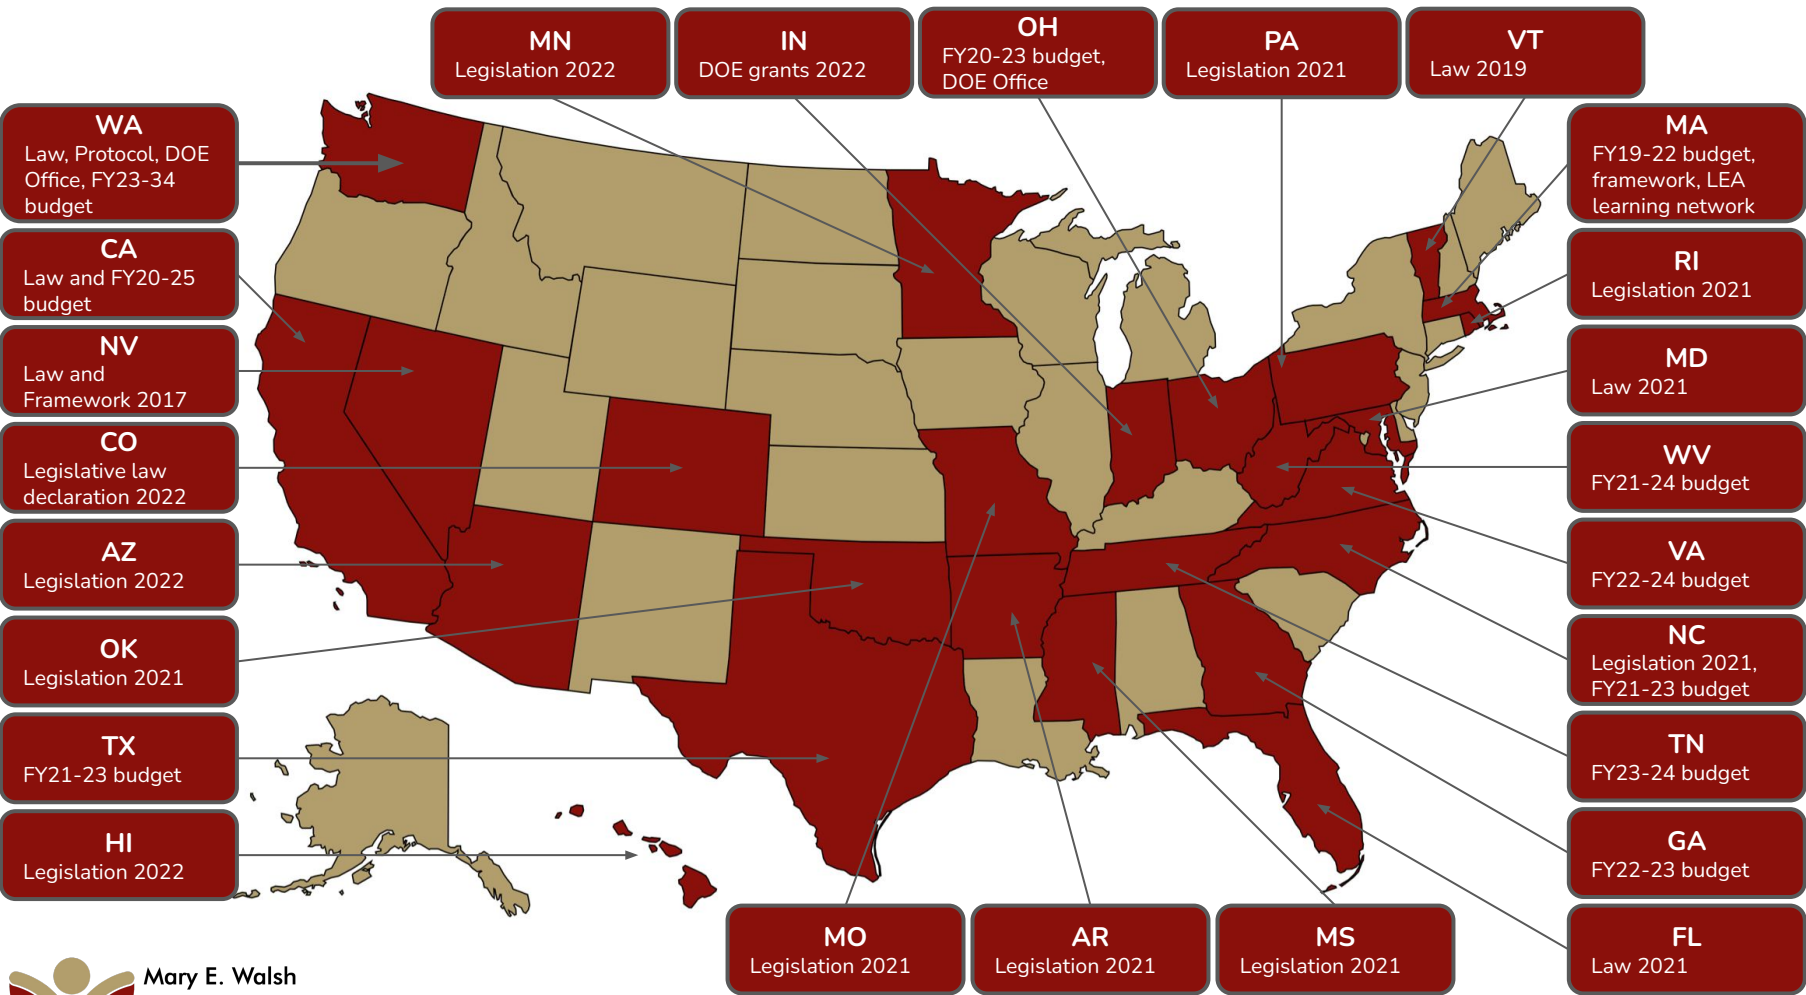 MN
Legislation 2022
IN
DOE grants 2022
OH
FY20-23 budget,
DOE Office
PA
Legislation 2021
VT
Law 2019
WA
Law, Protocol, DOE
Office, FY23-34
budget
CA
Law and FY20-25
budget
NV
Law and
Framework 2017
CO
Legislative law
declaration 2022
AZ
Legislation 2022
OK
Legislation 2021
TX
FY21-23 budget
HI
Legislation 2022
MA
FY19-22 budget,
framework, LEA
learning network
RI
Legislation 2021
MD
Law 2021
WV
FY21-24 budget
VA
FY22-24 budget
NC
Legislation 2021,
FY21-23 budget
TN
FY23-24 budget
GA
FY22-23 budget
FL
Law 2021
MO
Legislation 2021
AR
Legislation 2021
MS
Legislation 2021
Mary E. Walsh